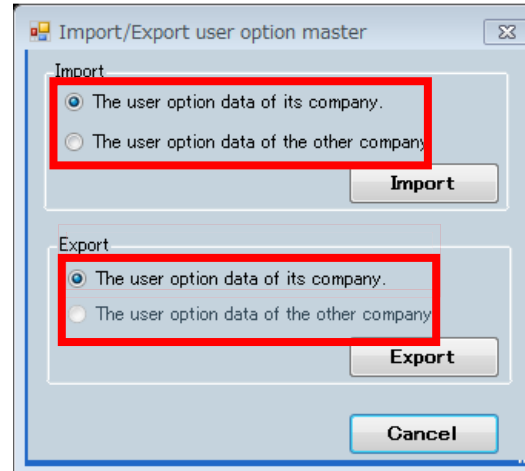 Import/Export user option master
Import
The user option data of its company.
The user option data of the other company
Import
Export
The user option data of its company.
The user option data of the other company
Export
Cancel